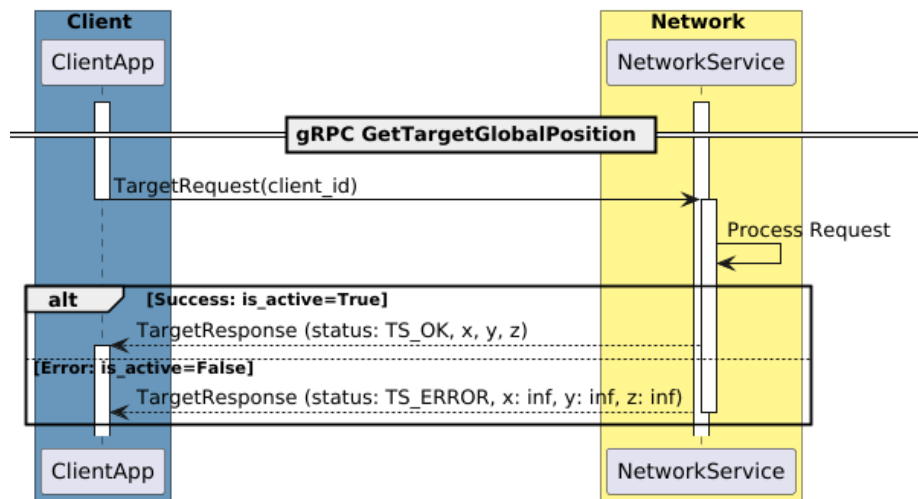 Client
Network
ClientApp
NetworkService
gRPC GetTargetGlobalPosition
TargetRequest(client_id)
Process Request
alt
[Success: is_active=True]
TargetResponse (status: TS_OK, x, y, z)
[Error: is_active=False]
TargetResponse (status: TS_ERROR, x: inf, y: inf, z: inf)
ClientApp
NetworkService